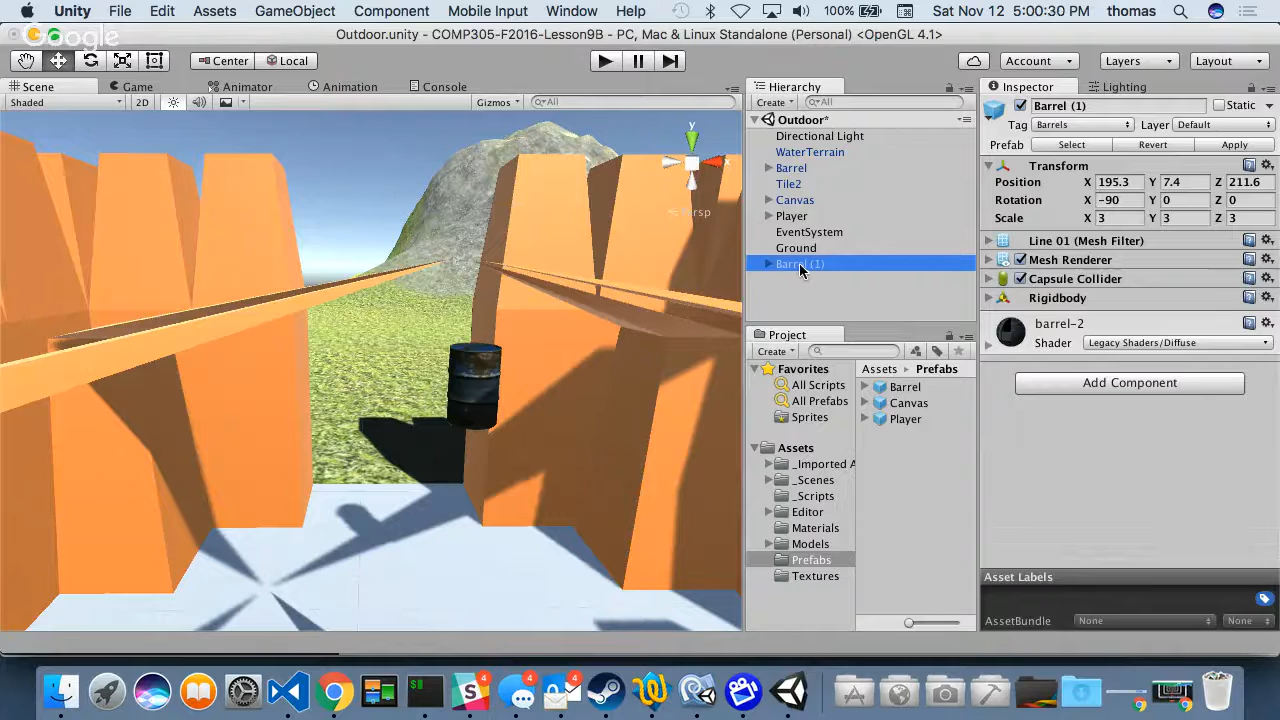 Unity File Edit Assets GameObject Component Mobile Input Window Help 100% Sat Nov 12 5:00:30 PM thomas
Google
Outdoor.unity - COMP305-F2016-Lesson9B - PC, Mac & Linux Standalone (Personal) <OpenGL 4.1>
Center Local Account Layers Layout
Scene Game Animator Animation Console
Shaded 2D Gizmos All
y
x
Persp
Hierarchy
Create All
Outdoor*
Directional Light
WaterTerrain
Barrel
Tile2
Canvas
Player
EventSystem
Ground
Barrel (1)
Project
Create
Favorites
All Scripts
All Prefabs
Sprites
Assets
_Imported A
_Scenes
_Scripts
Editor
Materials
Models
Prefabs
Textures
Assets Prefabs
Barrel
Canvas
Player
Inspector Lighting
Barrel (1) Static
Tag Barrels Layer Default
Prefab Select Revert Apply
Transform
Position X 195.3 Y 7.4 Z 211.6
Rotation X -90 Y 0 Z 0
Scale X 3 Y 3 Z 3
Line 01 (Mesh Filter)
Mesh Renderer
Capsule Collider
Rigidbody
barrel-2
Shader Legacy Shaders/Diffuse
Add Component
Asset Labels
AssetBundle None None
4 4 4